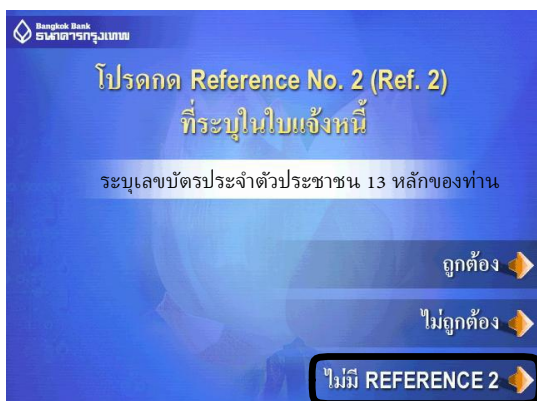 Bangkok Bank
ธนาคารกรุงเทพ
โปรดกด Reference No. 2 (Ref. 2)
ที่ระบุในใบแจ้งหนี้
ระบุเลขบัตรประจำตัวประชาชน 13 หลักของท่าน
ถูกต้อง
ไม่ถูกต้อง
ไม่มี REFERENCE 2